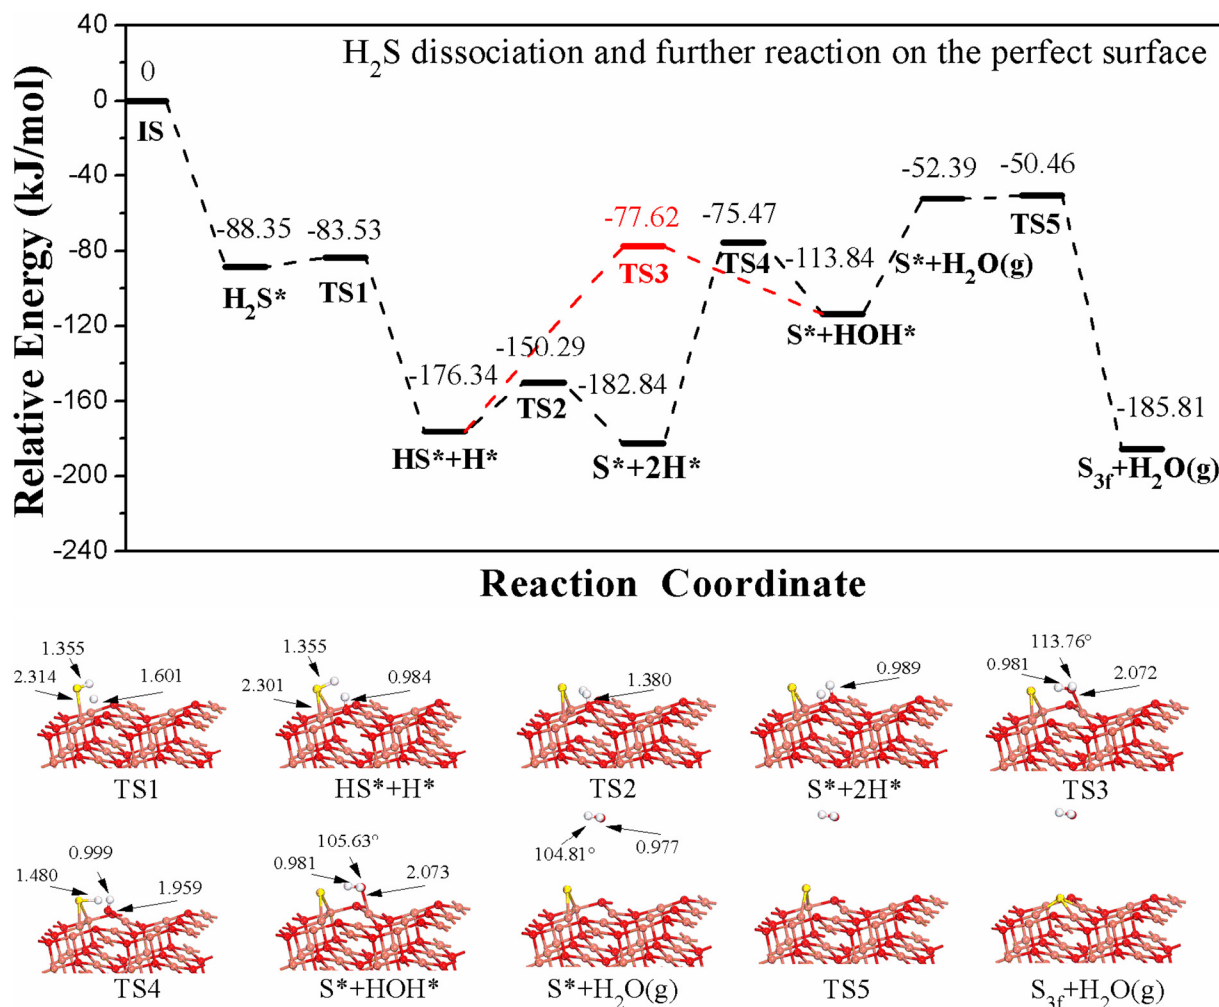 H₂S dissociation and further reaction on the perfect surface
Relative Energy (kJ/mol)
40
0
-40
-80
-120
-160
-200
-240
0
IS
-88.35
H₂S*
-83.53
TS1
-176.34
HS*+H*
-150.29
TS2
-182.84
S*+2H*
-77.62
TS3
-75.47
TS4
-113.84
S*+HOH*
-52.39
S*+H₂O(g)
-50.46
TS5
-185.81
S₃f+H₂O(g)
Reaction Coordinate
1.355
2.314
1.601
TS1
1.355
2.301
0.984
HS*+H*
1.380
TS2
0.989
S*+2H*
113.76°
0.981
2.072
TS3
0.999
1.480
1.959
TS4
105.63°
0.981
2.073
S*+HOH*
104.81°
0.977
S*+H₂O(g)
TS5
S₃f+H₂O(g)